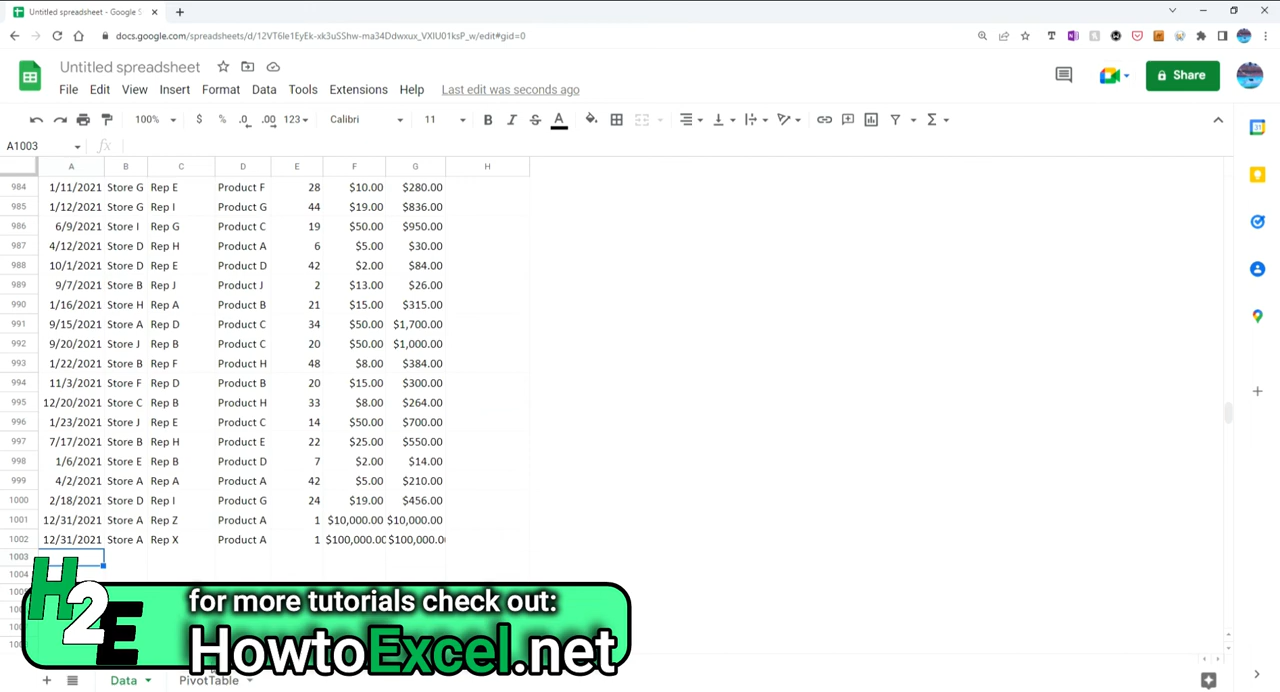 Untitled spreadsheet - Google S
docs.google.com/spreadsheets/d/12VT6Ie1EyEk-xk3uSShw-ma34Ddwxux_VXIU01ksP_w/edit#gid=0
Untitled spreadsheet
Share
File Edit View Insert Format Data Tools Extensions Help Last edit was seconds ago
100% $ % .0 .00 123 Calibri 11 B I S A
A1003 fx
A B C D E F G H
984 1/11/2021 Store G Rep E Product F 28 $10.00 $280.00
985 1/12/2021 Store G Rep I Product G 44 $19.00 $836.00
986 6/9/2021 Store I Rep G Product C 19 $50.00 $950.00
987 4/12/2021 Store D Rep H Product A 6 $5.00 $30.00
988 10/1/2021 Store D Rep E Product D 42 $2.00 $84.00
989 9/7/2021 Store B Rep J Product J 2 $13.00 $26.00
990 1/16/2021 Store H Rep A Product B 21 $15.00 $315.00
991 9/15/2021 Store A Rep D Product C 34 $50.00 $1,700.00
992 9/20/2021 Store J Rep B Product C 20 $50.00 $1,000.00
993 1/22/2021 Store B Rep F Product H 48 $8.00 $384.00
994 11/3/2021 Store F Rep D Product B 20 $15.00 $300.00
995 12/20/2021 Store C Rep B Product H 33 $8.00 $264.00
996 1/23/2021 Store J Rep E Product C 14 $50.00 $700.00
997 7/17/2021 Store B Rep H Product E 22 $25.00 $550.00
998 1/6/2021 Store E Rep B Product D 7 $2.00 $14.00
999 4/2/2021 Store A Rep A Product A 42 $5.00 $210.00
1000 2/18/2021 Store D Rep I Product G 24 $19.00 $456.00
1001 12/31/2021 Store A Rep Z Product A 1 $10,000.00 $10,000.00
1002 12/31/2021 Store A Rep X Product A 1 $100,000.00 $100,000.0
1003
1004
H2E
for more tutorials check out:
HowtoExcel.net
Data PivotTable